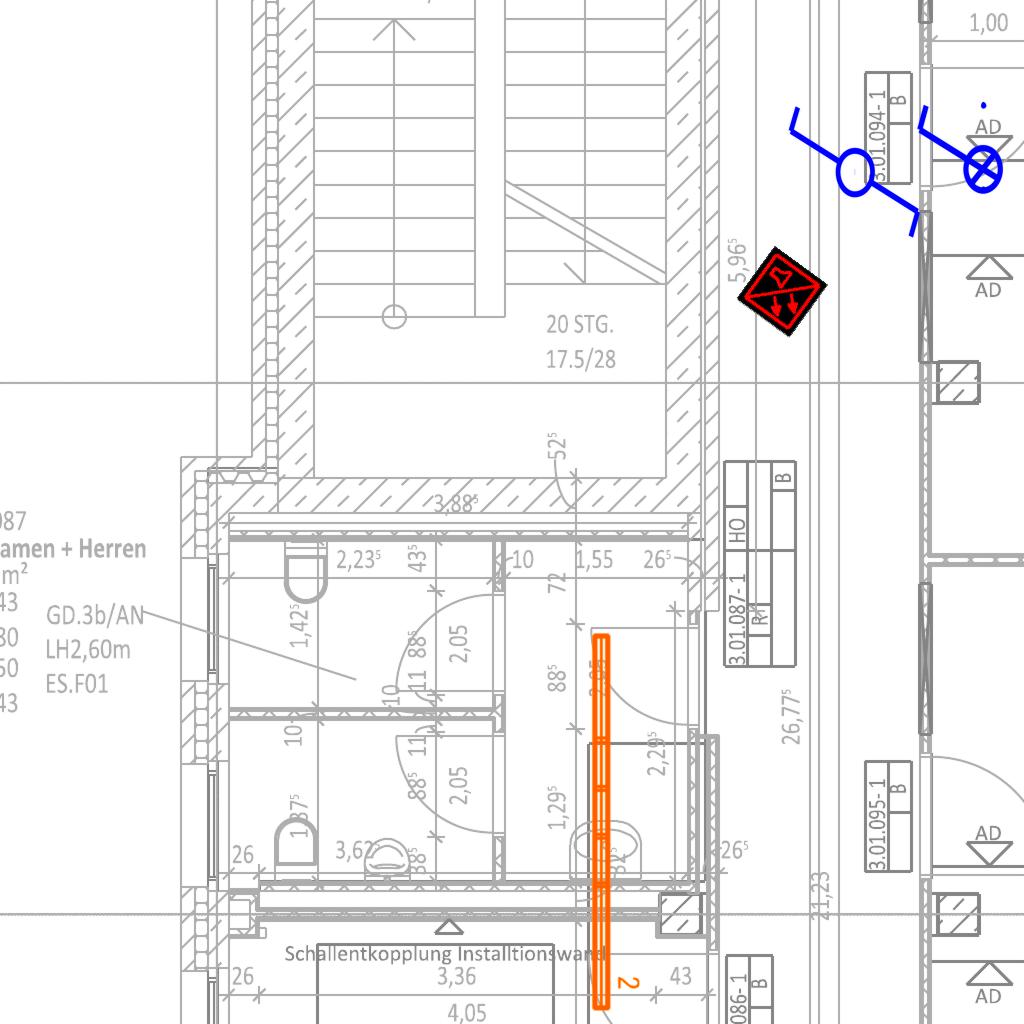 1,00
AD
3.01.094- 1
B
AD
5,96⁵
20 STG.
17.5/28
52⁵
3,88⁵
087
amen + Herren
m²
43
80
50
43
GD.3b/AN
LH2,60m
ES.F01
2,23⁵
43⁵
10
1,55
26⁵
72
HO
B
3.01.087- 1
R
1,42⁵
88⁵
2,05
11
10
88⁵
2,29⁵
26,77⁵
10
11
88⁵
2,05
1,29⁵
1,37⁵
3.01.095- 1
B
AD
26
3,62⁵
38⁵
26⁵
21,23
Schallentkopplung Installtionswand
26
3,36
43
4,05
2
086- 1
B
AD